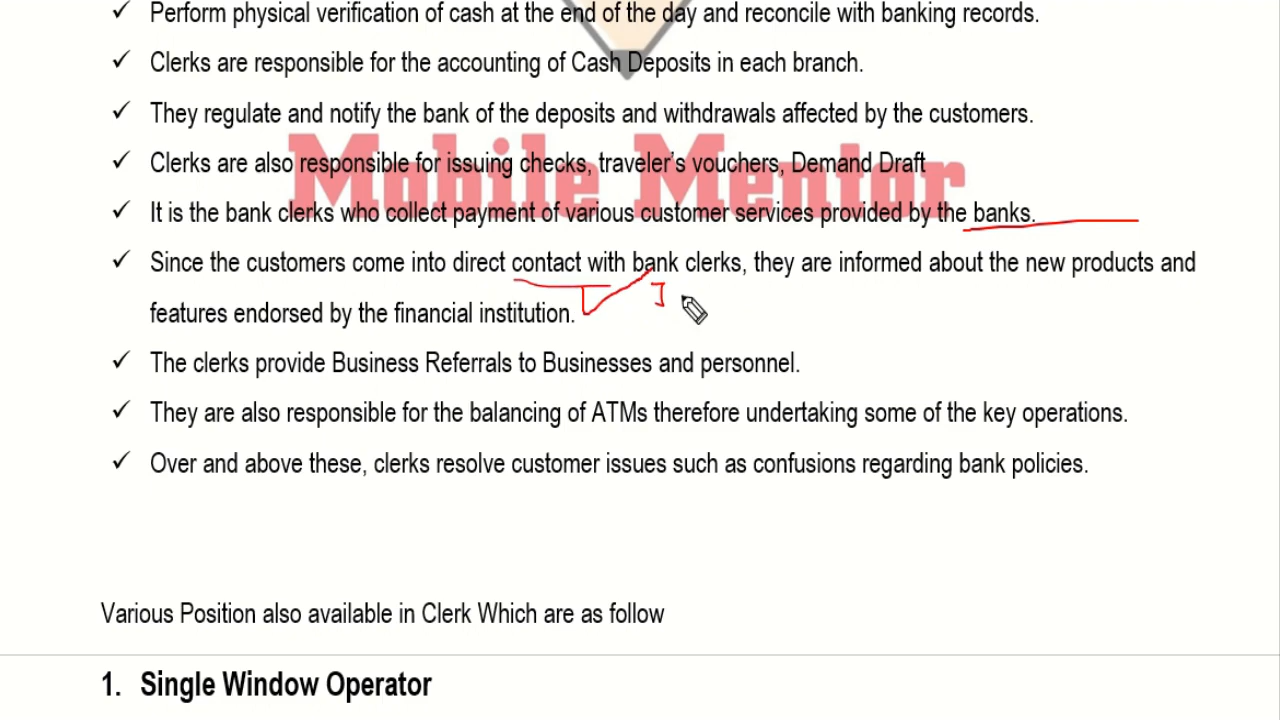 ✓ Perform physical verification of cash at the end of the day and reconcile with banking records.
✓ Clerks are responsible for the accounting of Cash Deposits in each branch.
✓ They regulate and notify the bank of the deposits and withdrawals affected by the customers.
✓ Clerks are also responsible for issuing checks, traveler's vouchers, Demand Draft
Mobile Mentor
✓ It is the bank clerks who collect payment of various customer services provided by the banks.
✓ Since the customers come into direct contact with bank clerks, they are informed about the new products and
features endorsed by the financial institution.
✓ The clerks provide Business Referrals to Businesses and personnel.
✓ They are also responsible for the balancing of ATMs therefore undertaking some of the key operations.
✓ Over and above these, clerks resolve customer issues such as confusions regarding bank policies.
Various Position also available in Clerk Which are as follow
1. Single Window Operator